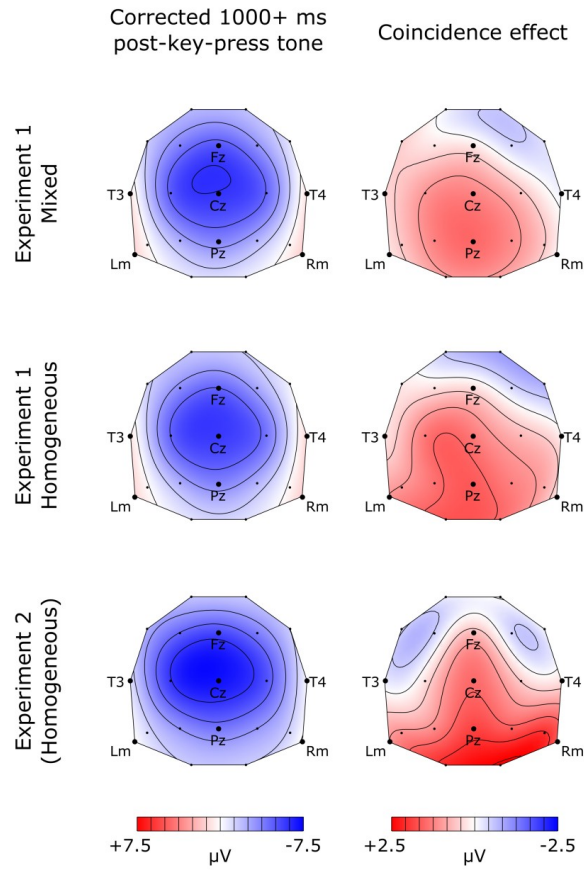 Corrected 1000+ ms
post-key-press tone
Coincidence effect
Experiment 1
Mixed
Fz
T3
T4
Cz
Pz
Lm
Rm
Fz
T3
T4
Cz
Pz
Lm
Rm
Experiment 1
Homogeneous
Fz
T3
T4
Cz
Pz
Lm
Rm
Fz
T3
T4
Cz
Pz
Lm
Rm
Experiment 2
(Homogeneous)
Fz
T3
T4
Cz
Pz
Lm
Rm
Fz
T3
T4
Cz
Pz
Lm
Rm
+7.5
-7.5
µV
+2.5
-2.5
µV